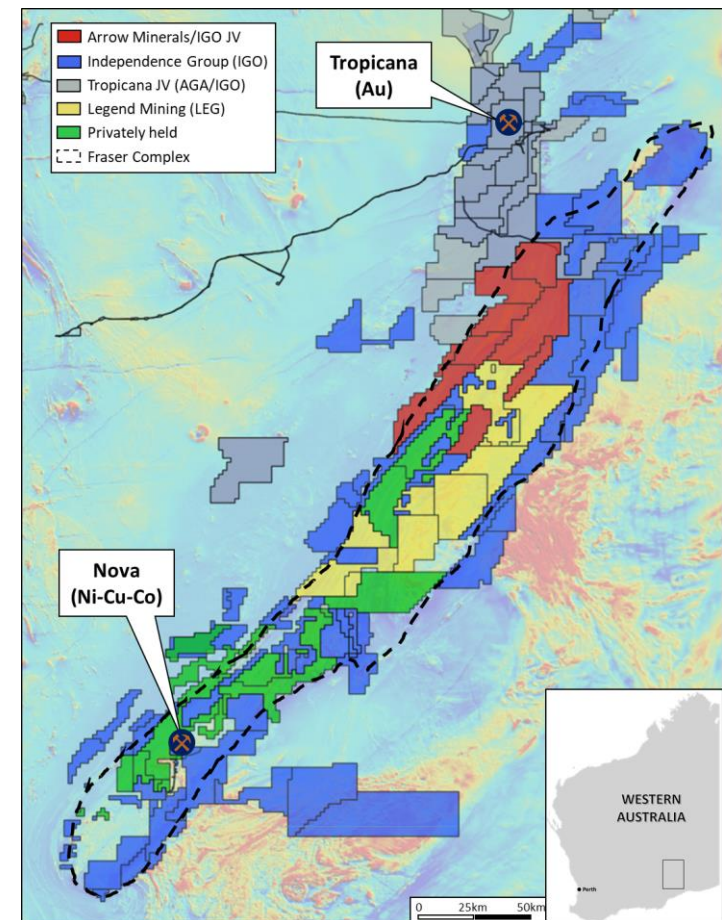 Arrow Minerals/IGO JV
Independence Group (IGO)
Tropicana JV (AGA/IGO)
Legend Mining (LEG)
Privately held
Fraser Complex
Tropicana
(Au)
Nova
(Ni-Cu-Co)
WESTERN
AUSTRALIA
Perth
0 25km 50km